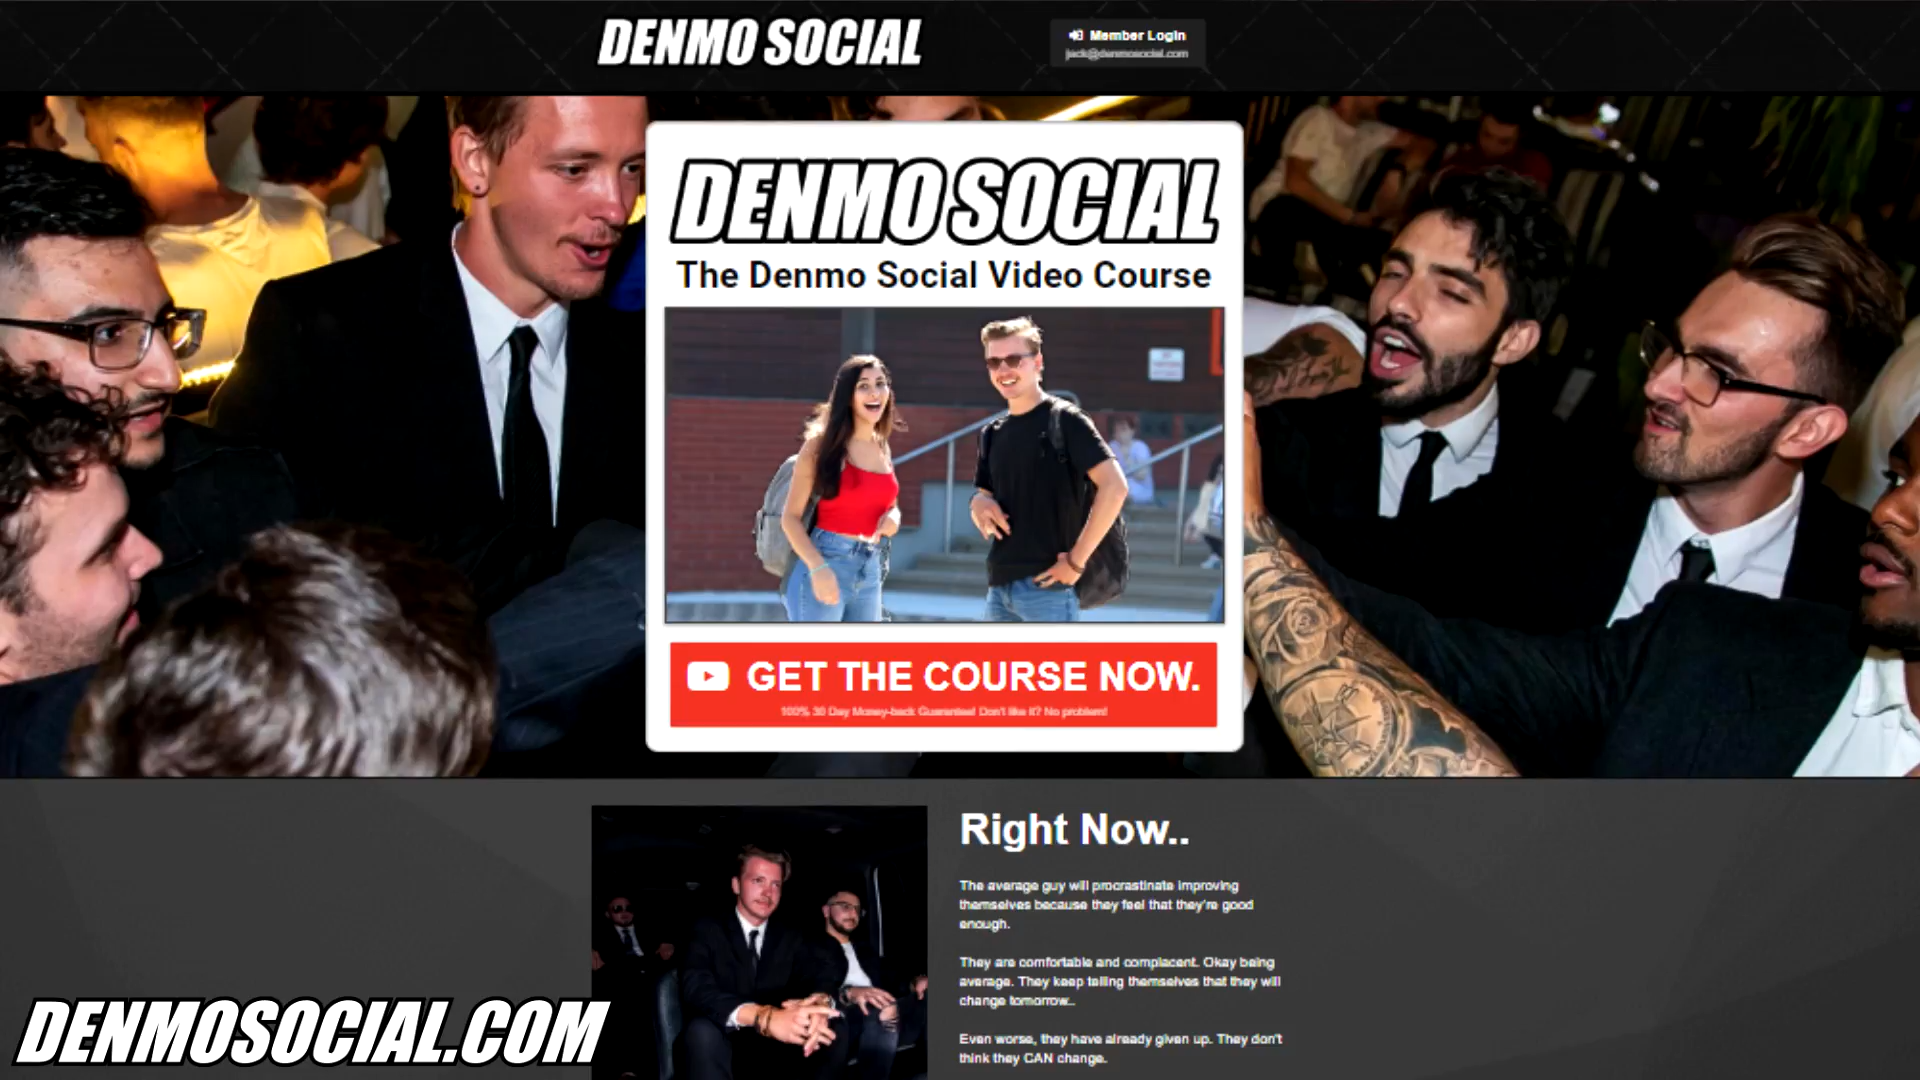 DENMO SOCIAL
Member Login
jack@denmosocial.com
DENMO SOCIAL
The Denmo Social Video Course
GET THE COURSE NOW.
100% 30 Day Money-back Guarantee! Don't like it? No problem!
Right Now..
The average guy will procrastinate improving
themselves because they feel that they're good
enough.
They are comfortable and complacent. Okay being
average. They keep telling themselves that they will
change tomorrow..
Even worse, they have already given up. They don't
think they CAN change.
DENMOSOCIAL.COM